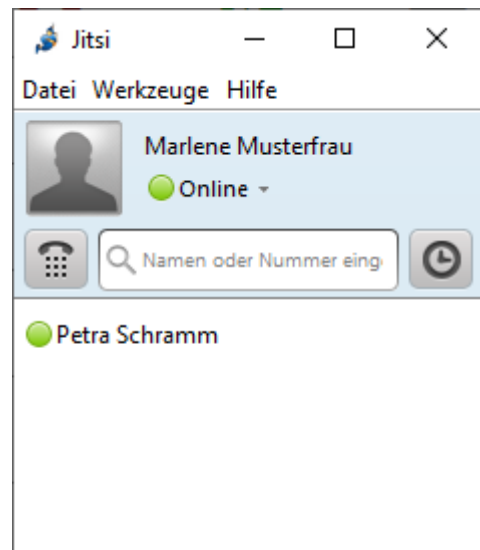 Jitsi
Datei Werkzeuge Hilfe
Marlene Musterfrau
Online
Namen oder Nummer eing
Petra Schramm